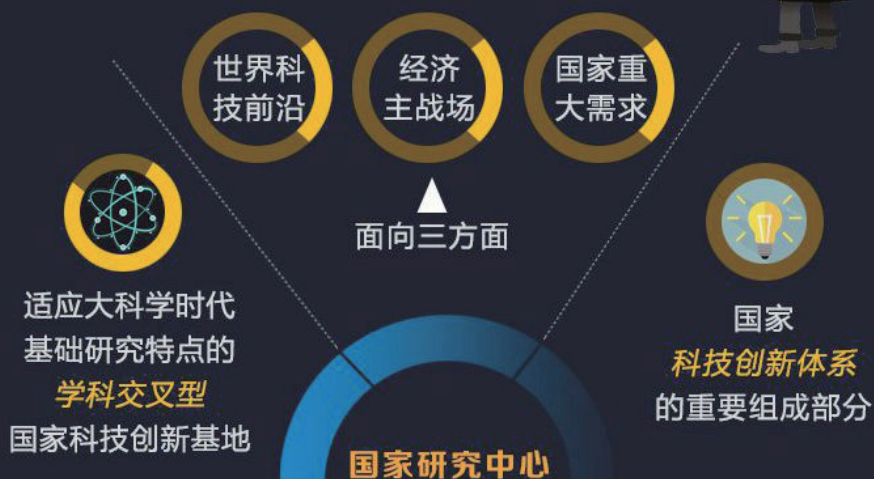 世界科
技前沿
经济
主战场
国家重
大需求
面向三方面
适应大科学时代
基础研究特点的
学科交叉型
国家科技创新基地
国家
科技创新体系
的重要组成部分
国家研究中心